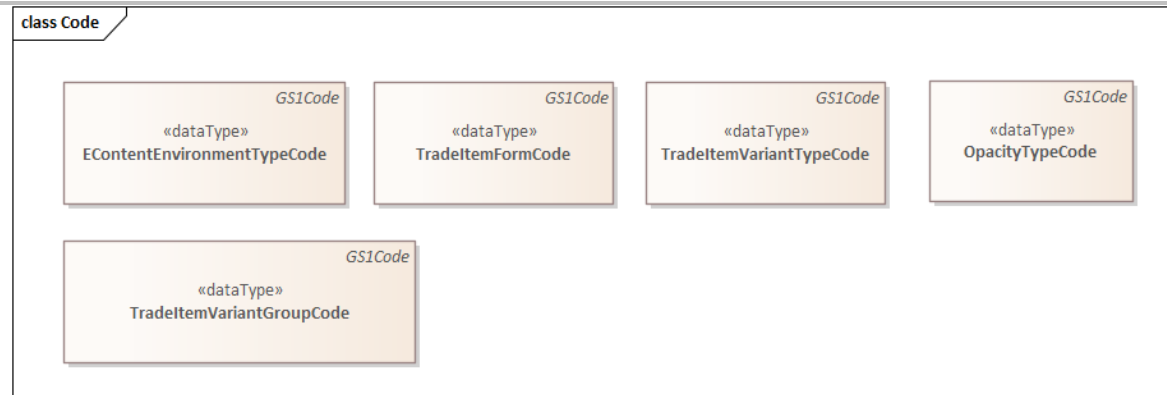 class Code
GS1Code
«dataType»
EContentEnvironmentTypeCode
GS1Code
«dataType»
TradeItemFormCode
GS1Code
«dataType»
TradeItemVariantTypeCode
GS1Code
«dataType»
OpacityTypeCode
GS1Code
«dataType»
TradeItemVariantGroupCode